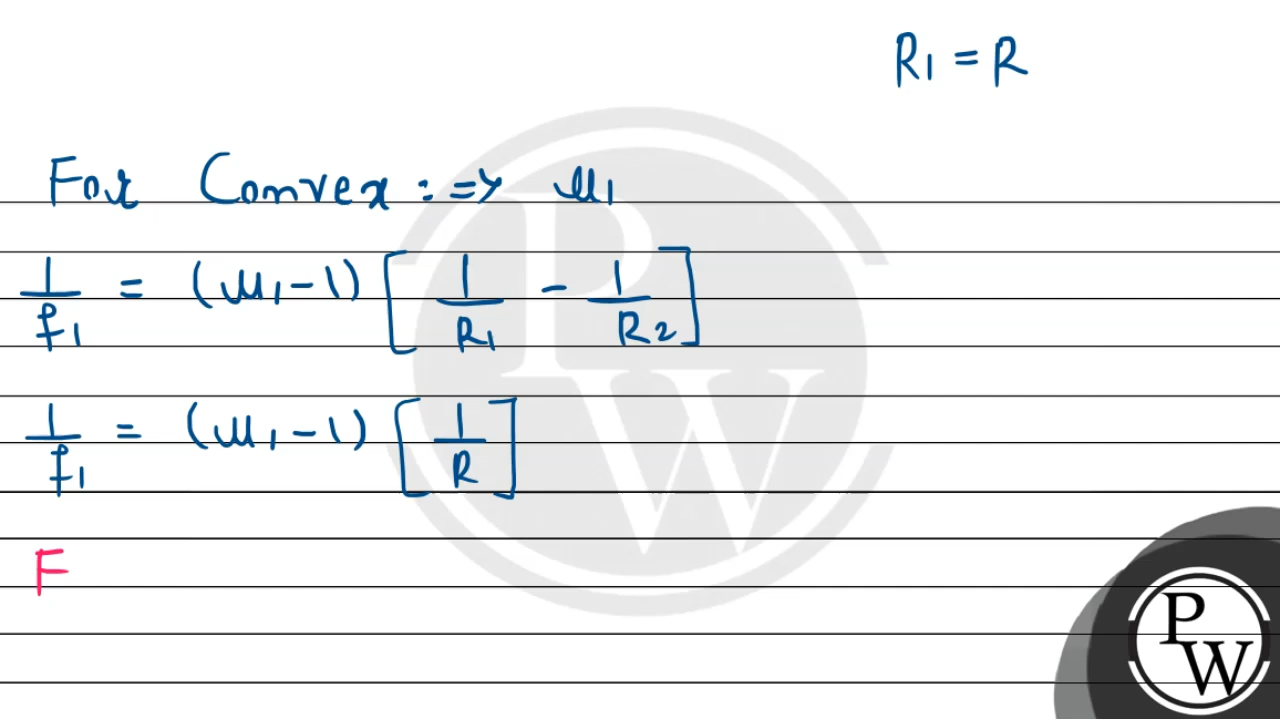 R₁ = R
For Convex : => μ₁
1/f₁ = (μ₁-1) [ 1/R₁ - 1/R₂ ]
1/f₁ = (μ₁-1) [ 1/R ]
F
P
W
P
W